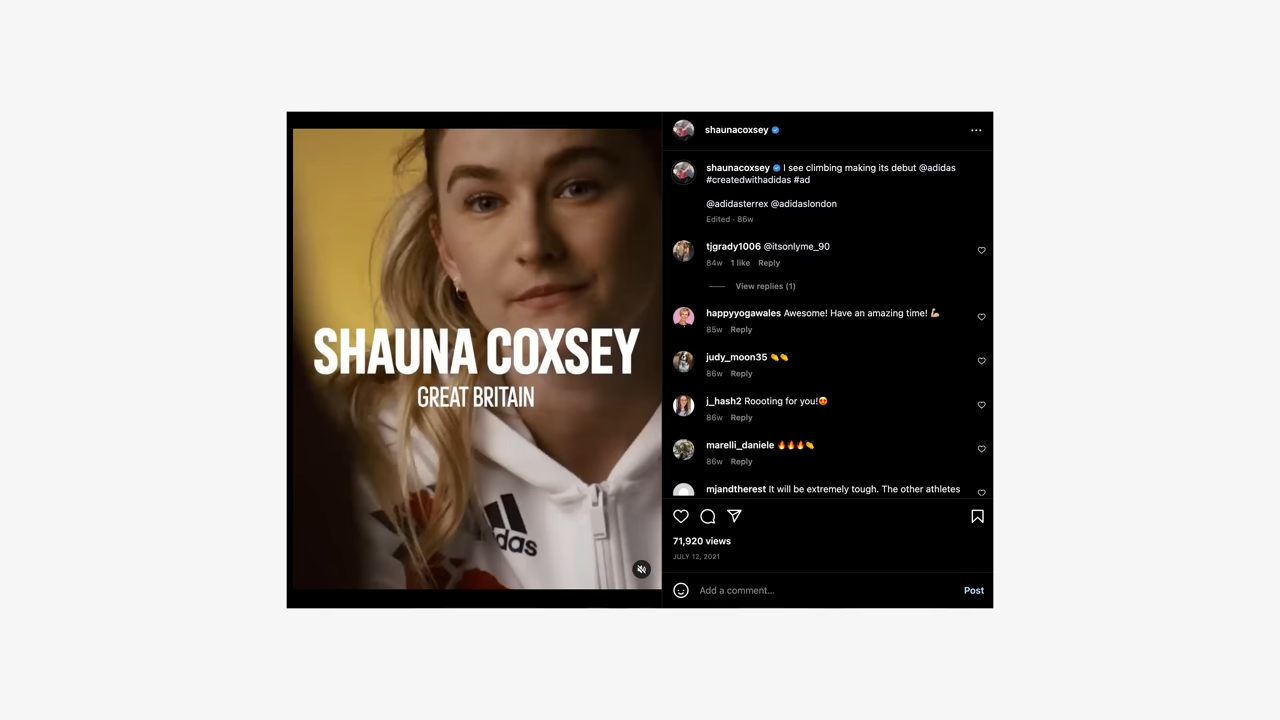 SHAUNA COXSEY
GREAT BRITAIN
adidas
shaunacoxsey
shaunacoxsey I see climbing making its debut @adidas
#createdwithadidas #ad
@adidasterrex @adidaslondon
Edited · 86w
tjgrady1006 @itsonlyme_90
84w 1 like Reply
View replies (1)
happyyogawales Awesome! Have an amazing time! 💪🏼
85w Reply
judy_moon35 👏👏
86w Reply
j_hash2 Roooting for you!😍
86w Reply
marelli_daniele 🔥🔥🔥👏
86w Reply
mjandtherest It will be extremely tough. The other athletes
71,920 views
JULY 12, 2021
Add a comment...
Post